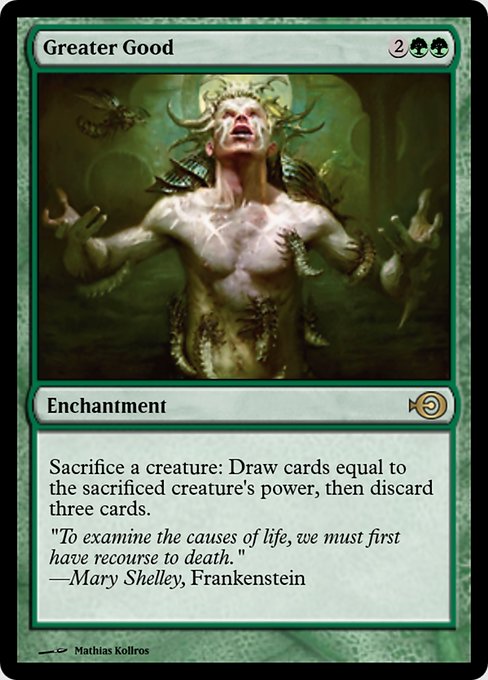 Greater Good 2
Enchantment
Sacrifice a creature: Draw cards equal to
the sacrificed creature's power, then discard
three cards.
"To examine the causes of life, we must first
have recourse to death."
—Mary Shelley, Frankenstein
Mathias Kollros